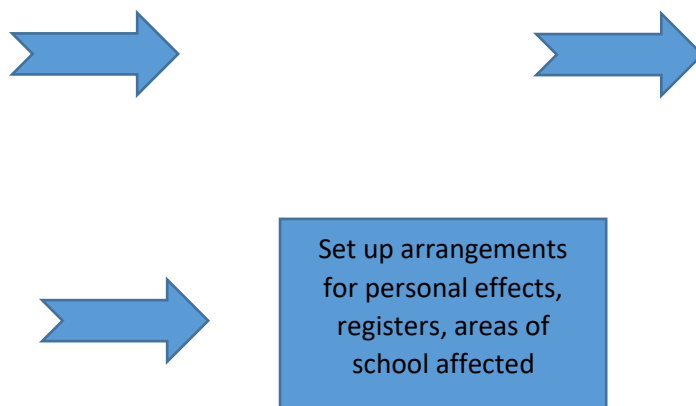 Set up arrangements
for personal effects,
registers, areas of
school affected